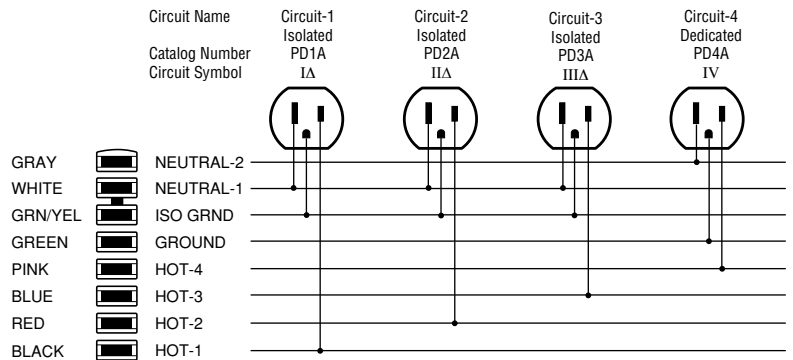 Circuit Name Circuit-1 Circuit-2 Circuit-3 Circuit-4
Isolated Isolated Isolated Dedicated
Catalog Number PD1A PD2A PD3A PD4A
Circuit Symbol IΔ IIΔ IIIΔ IV
GRAY NEUTRAL-2
WHITE NEUTRAL-1
GRN/YEL ISO GRND
GREEN GROUND
PINK HOT-4
BLUE HOT-3
RED HOT-2
BLACK HOT-1